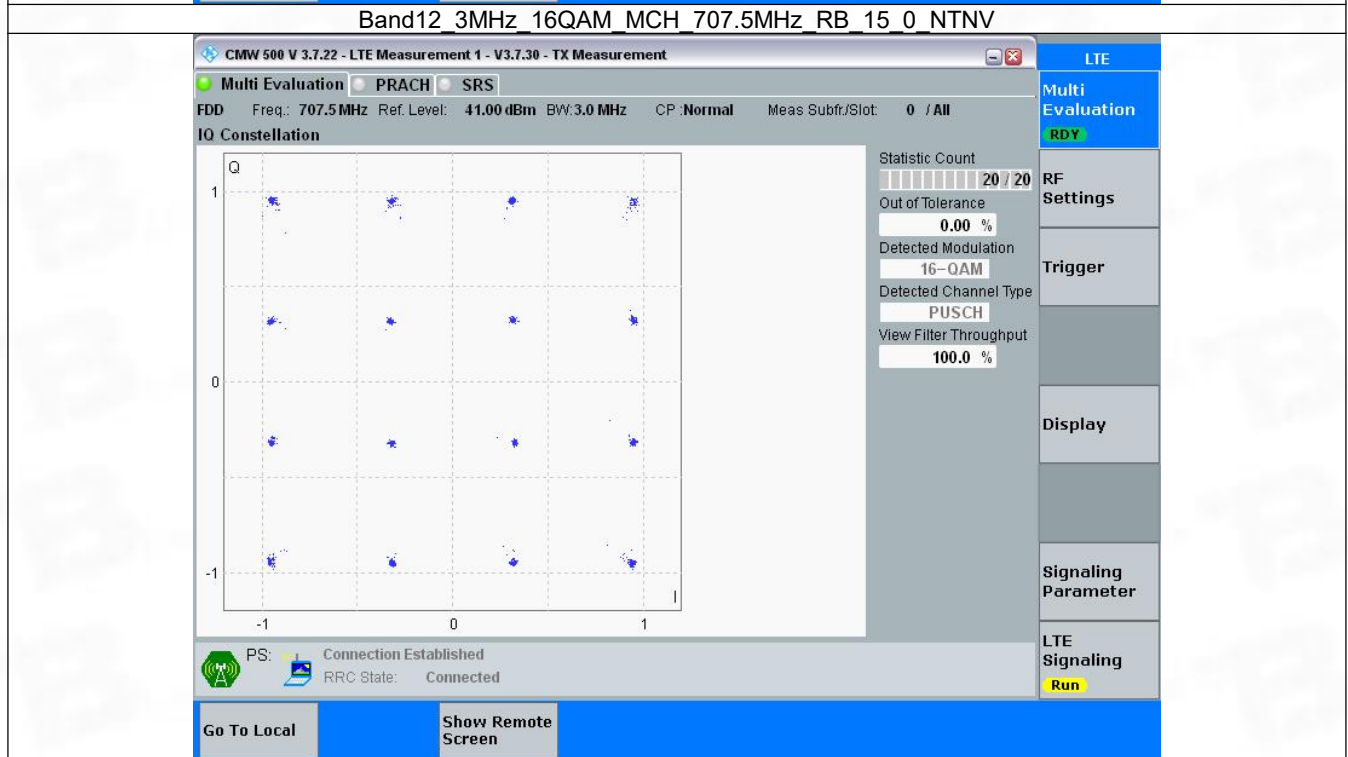 Band12_3MHz_16QAM_MCH_707.5MHz_RB_15_0_NTNV
CMW 500 V 3.7.22 - LTE Measurement 1 - V3.7.30 - TX Measurement
LTE
Multi Evaluation PRACH SRS
Multi
Evaluation
RDY
FDD Freq.: 707.5 MHz Ref. Level: 41.00 dBm BW: 3.0 MHz CP :Normal Meas Subfr./Slot: 0 / All
IQ Constellation
Q
1
0
-1
I
-1 0 1
Statistic Count
20 / 20
Out of Tolerance
0.00 %
Detected Modulation
16-QAM
Detected Channel Type
PUSCH
View Filter Throughput
100.0 %
RF
Settings
Trigger
Display
Signaling
Parameter
LTE
Signaling
Run
PS: Connection Established
RRC State: Connected
Go To Local
Show Remote
Screen